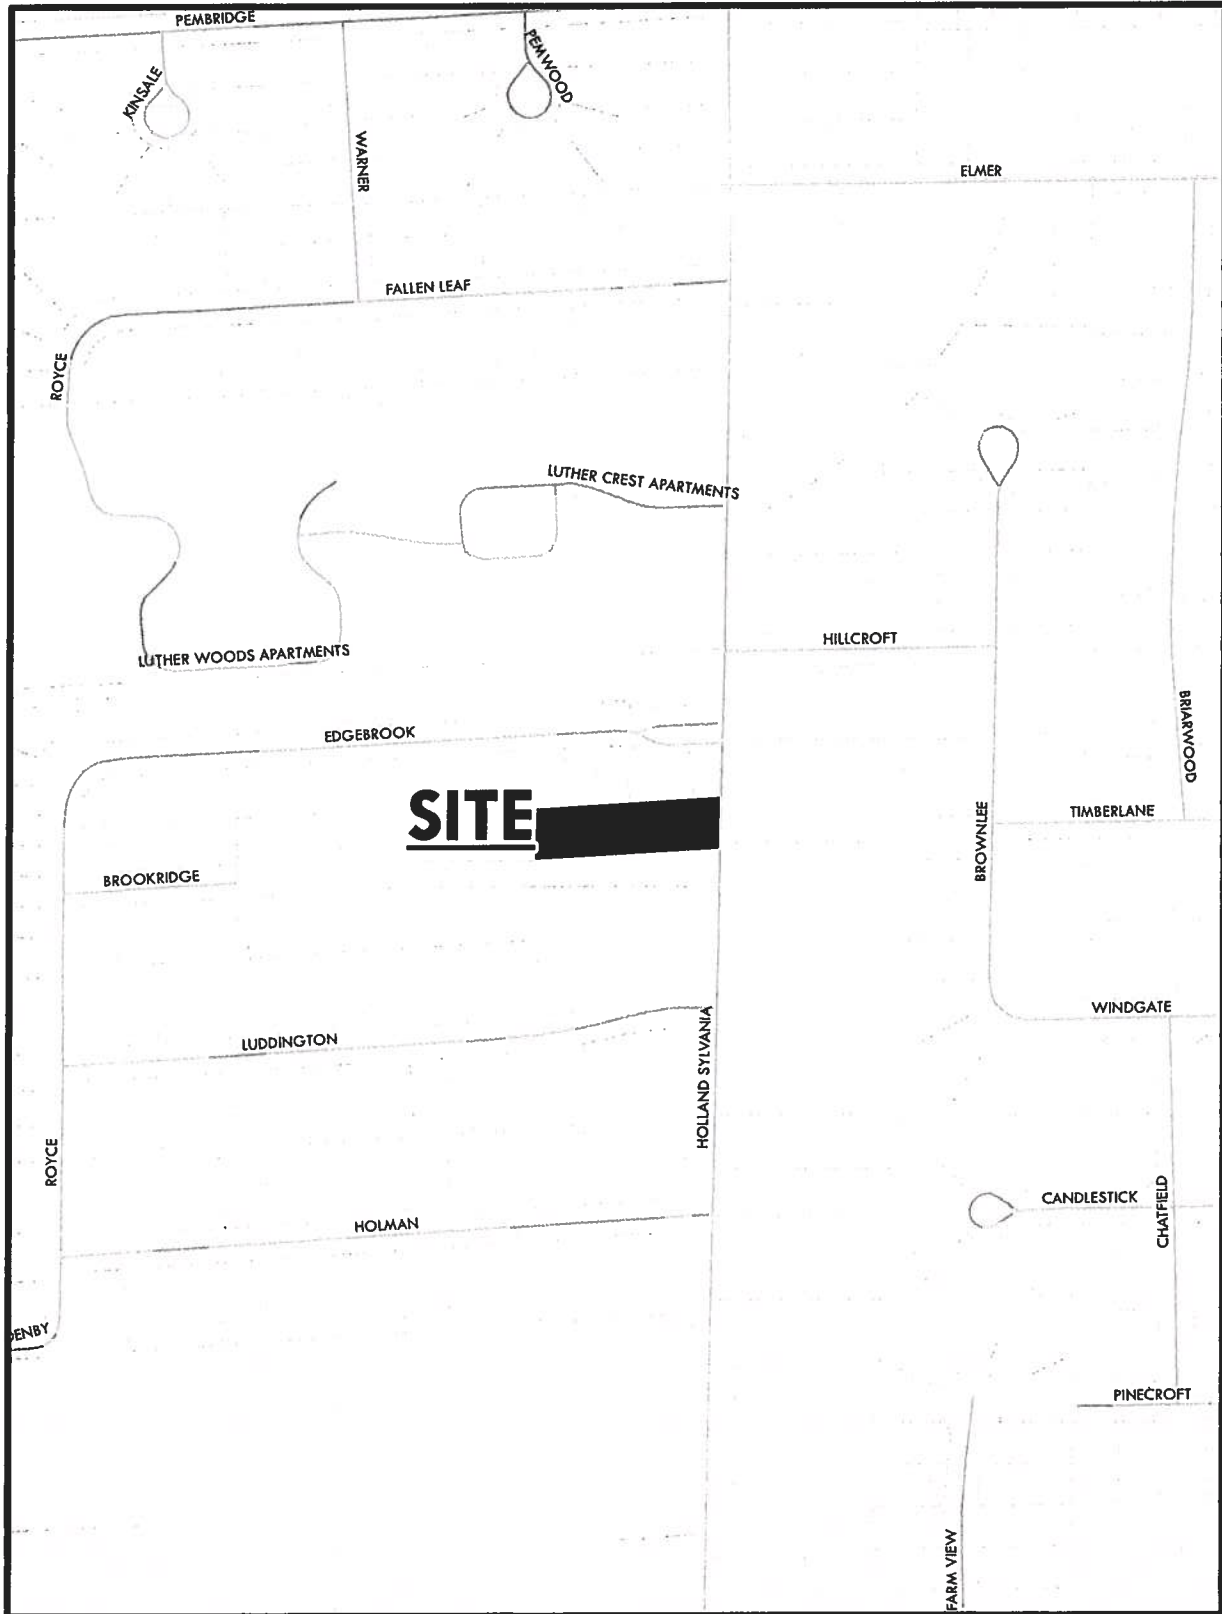 PEMBRIDGE
KINSALE
PEMWOOD
WARNER
ELMER
FALLEN LEAF
ROYCE
LUTHER CREST APARTMENTS
HILLCROFT
LUTHER WOODS APARTMENTS
BRIARWOOD
EDGEBROOK
SITE
TIMBERLANE
BROWNLEE
BROOKRIDGE
WINDGATE
LUDDINGTON
HOLLAND SYLVANIA
ROYCE
CANDLESTICK
CHATFIELD
HOLMAN
DENBY
PINECROFT
FARM VIEW